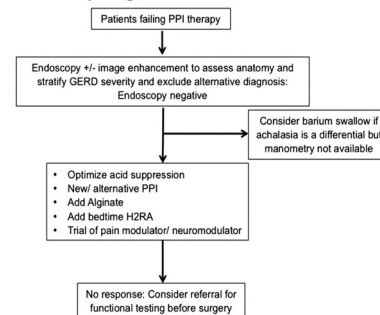 Patients failing PPI therapy
Endoscopy +/- image enhancement to assess anatomy and
stratify GERD severity and exclude alternative diagnosis:
Endoscopy negative
Consider barium swallow if
achalasia is a differential but
manometry not available
• Optimize acid suppression
• New/ alternative PPI
• Add Alginate
• Add bedtime H2RA
• Trial of pain modulator/ neuromodulator
No response: Consider referral for
functional testing before surgery